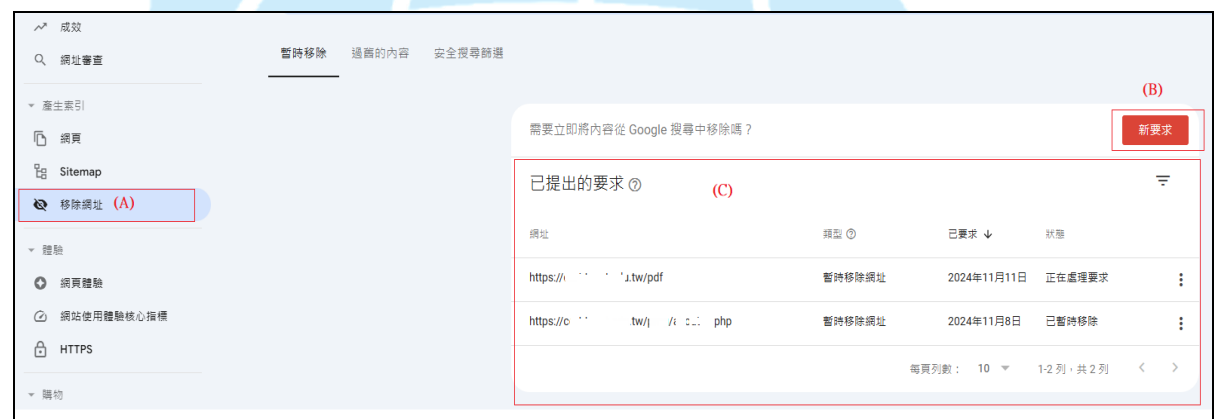 成效
網址審查
產生索引
網頁
Sitemap
移除網址 (A)
體驗
網頁體驗
網站使用體驗核心指標
HTTPS
購物
暫時移除 過舊的內容 安全搜尋篩選
(B)
需要立即將內容從 Google 搜尋中移除嗎？ 新要求
已提出的要求 (C)
網址 類型 已要求 狀態
https:// .tw/pdf 暫時移除網址 2024年11月11日 正在處理要求
https:// .tw/ php 暫時移除網址 2024年11月8日 已暫時移除
每頁列數： 10 1-2 列，共 2 列